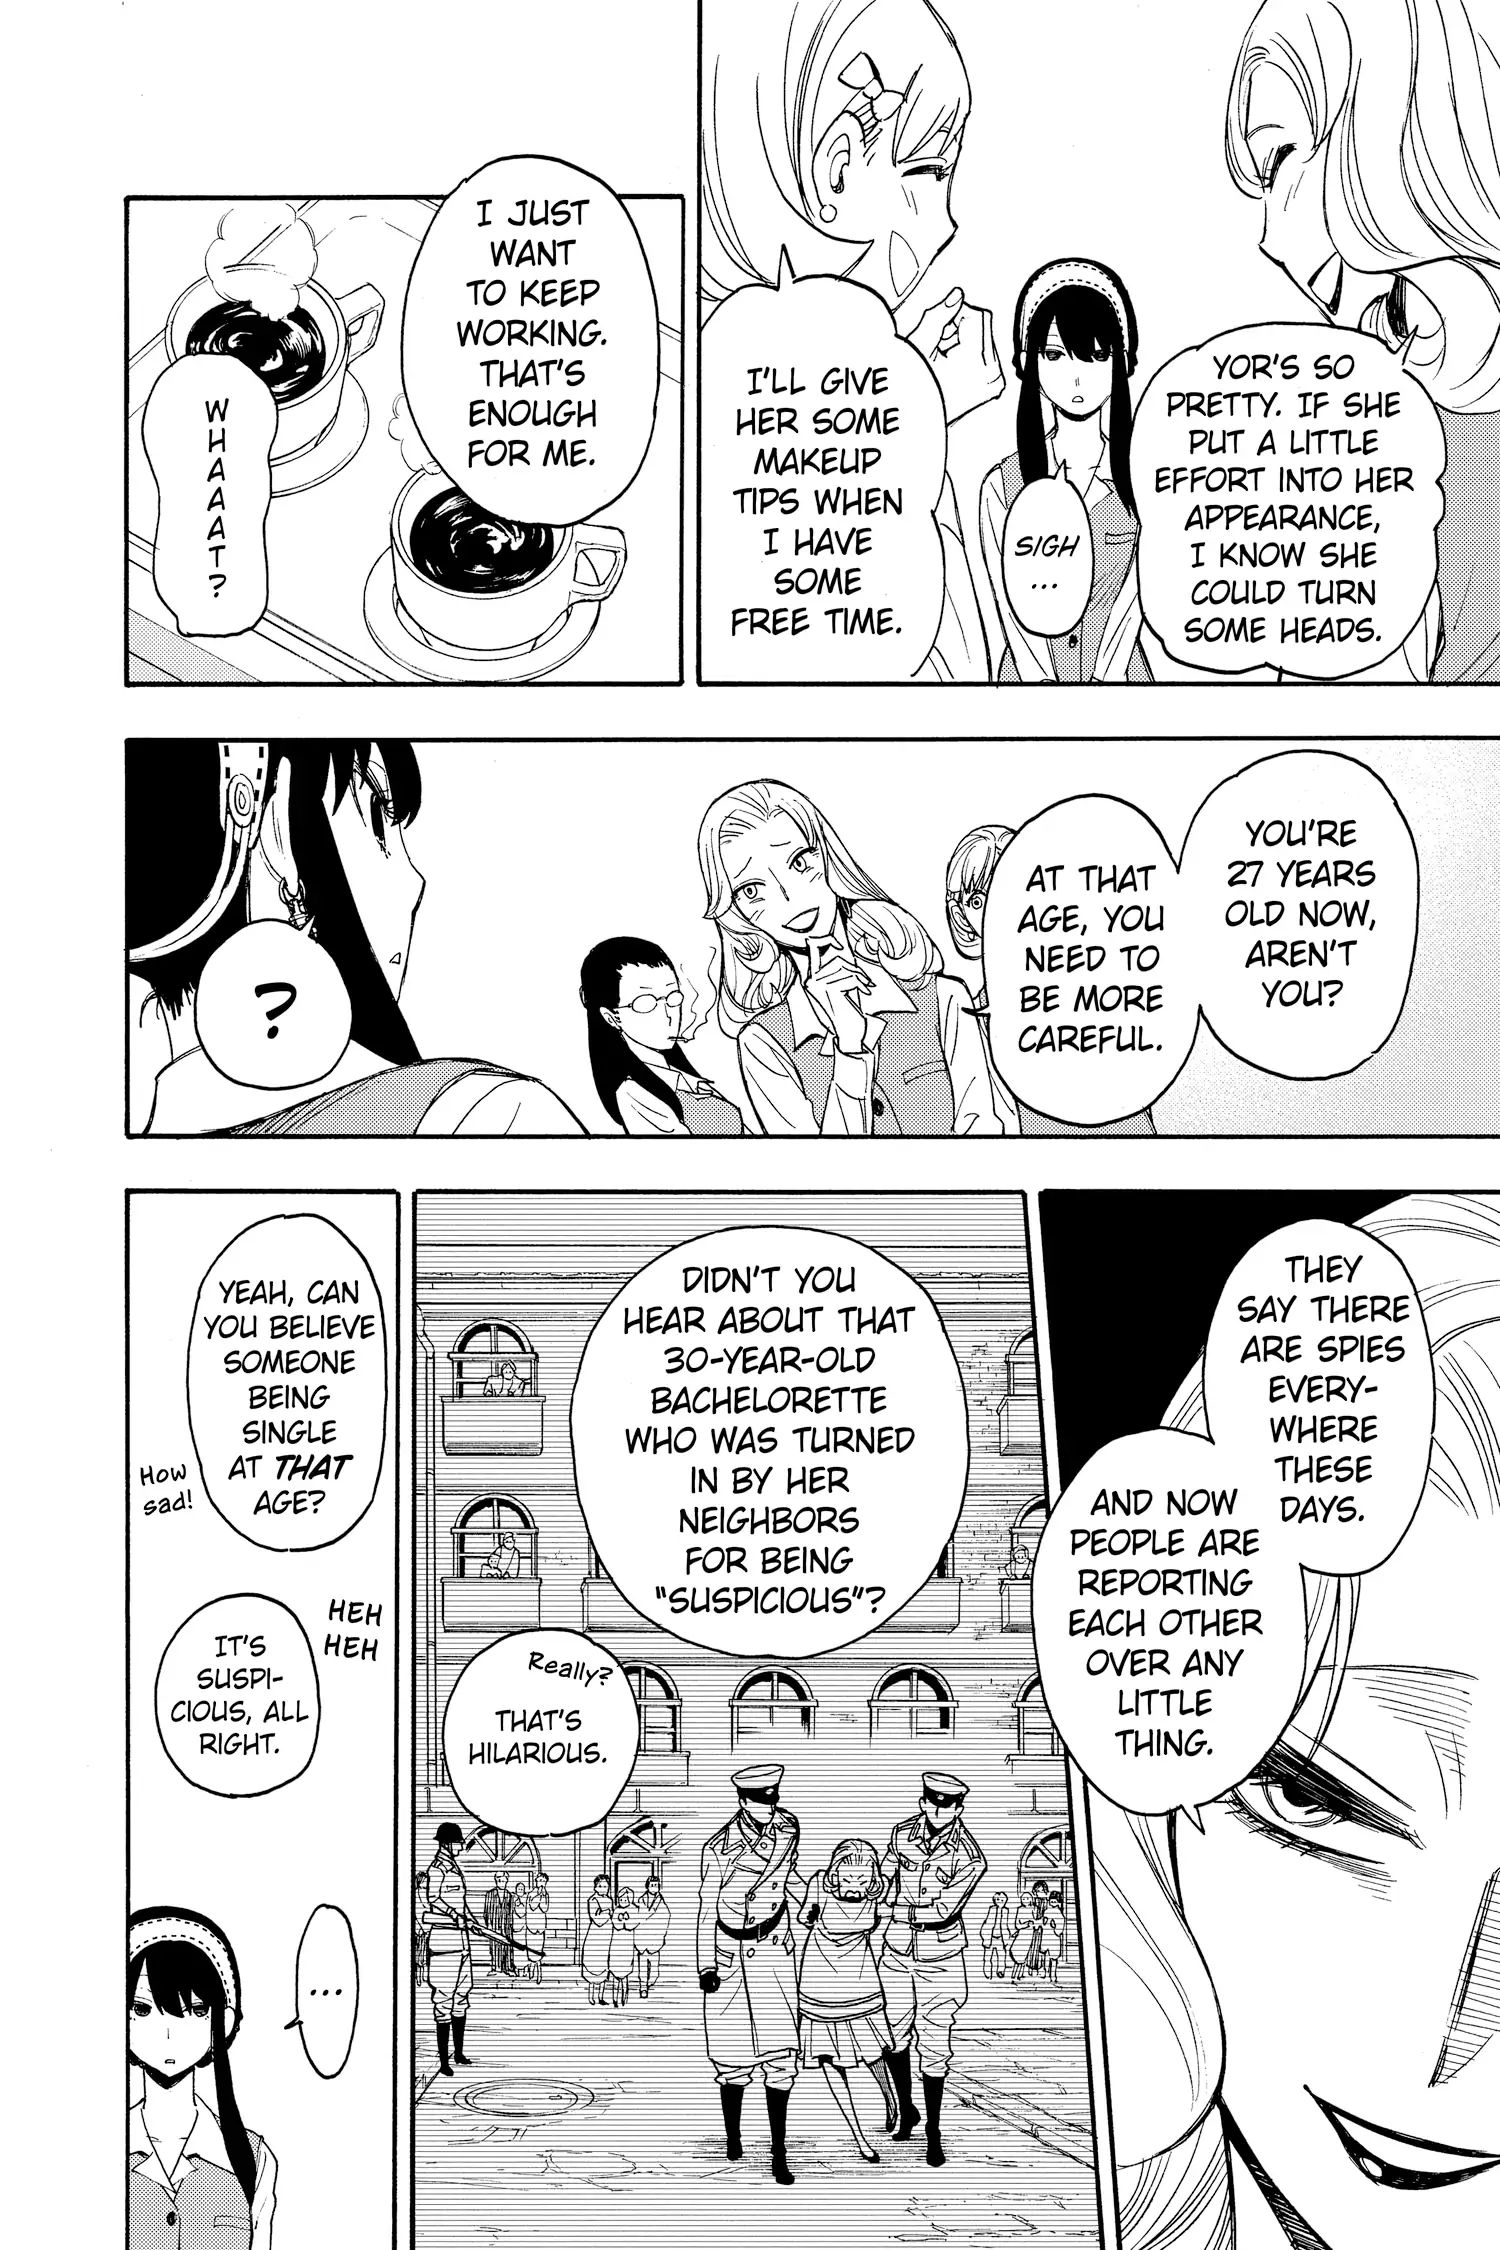 YOR'S SO
PRETTY. IF SHE
PUT A LITTLE
EFFORT INTO HER
APPEARANCE,
I KNOW SHE
COULD TURN
SOME HEADS.
SIGH
...
I'LL GIVE
HER SOME
MAKEUP
TIPS WHEN
I HAVE
SOME
FREE TIME.
I JUST
WANT
TO KEEP
WORKING.
THAT'S
ENOUGH
FOR ME.
WHAAAT?
YOU'RE
27 YEARS
OLD NOW,
AREN'T
YOU?
AT THAT
AGE, YOU
NEED TO
BE MORE
CAREFUL.
?
THEY
SAY THERE
ARE SPIES
EVERY-
WHERE
THESE
DAYS.
AND NOW
PEOPLE ARE
REPORTING
EACH OTHER
OVER ANY
LITTLE
THING.
DIDN'T YOU
HEAR ABOUT THAT
30-YEAR-OLD
BACHELORETTE
WHO WAS TURNED
IN BY HER
NEIGHBORS
FOR BEING
"SUSPICIOUS"?
Really?
THAT'S
HILARIOUS.
YEAH, CAN
YOU BELIEVE
SOMEONE
BEING
SINGLE
AT THAT
AGE?
How
sad!
HEH
HEH
IT'S
SUSPI-
CIOUS, ALL
RIGHT.
...